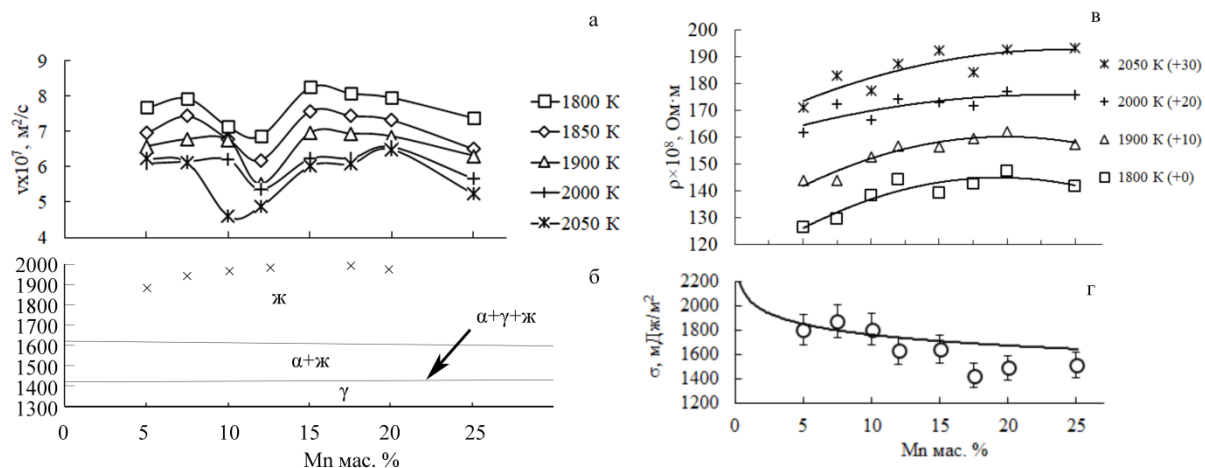 а
9
8
7
6
5
4
νx10⁷, м²/с
1800 К
1850 К
1900 К
2000 К
2050 К
б
2000
1900
1800
1700
1600
1500
1400
1300
ж
α+γ+ж
α+ж
γ
0 5 10 15 20 25
Mn мас. %
в
200
190
180
170
160
150
140
130
120
ρ×10⁸, Ом·м
2050 К (+30)
2000 К (+20)
1900 К (+10)
1800 К (+0)
г
2200
2000
1800
1600
1400
1200
σ, мДж/м²
0 5 10 15 20 25
Mn мас. %